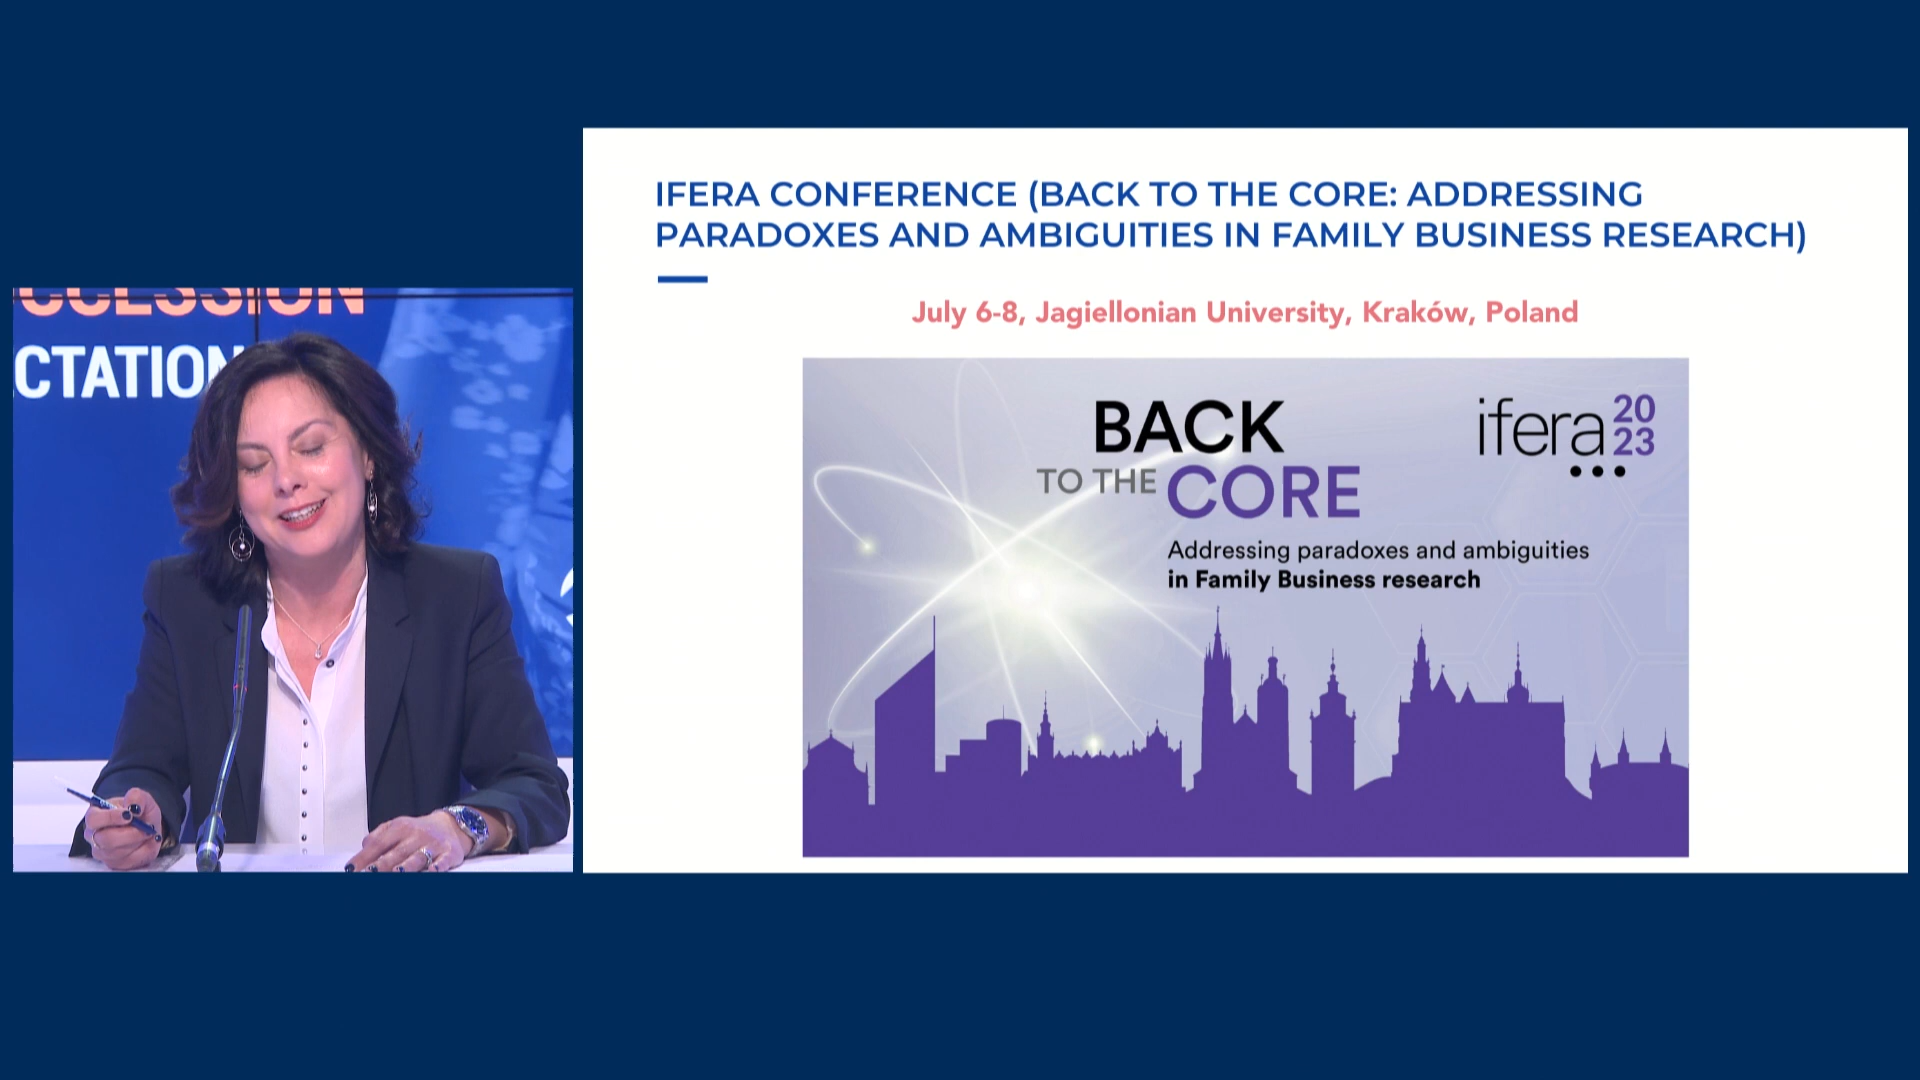 CCESSION
CTATION
IFERA CONFERENCE (BACK TO THE CORE: ADDRESSING
PARADOXES AND AMBIGUITIES IN FAMILY BUSINESS RESEARCH)
July 6-8, Jagiellonian University, Kraków, Poland
BACK
TO THE CORE
ifera 20
23
Addressing paradoxes and ambiguities
in Family Business research